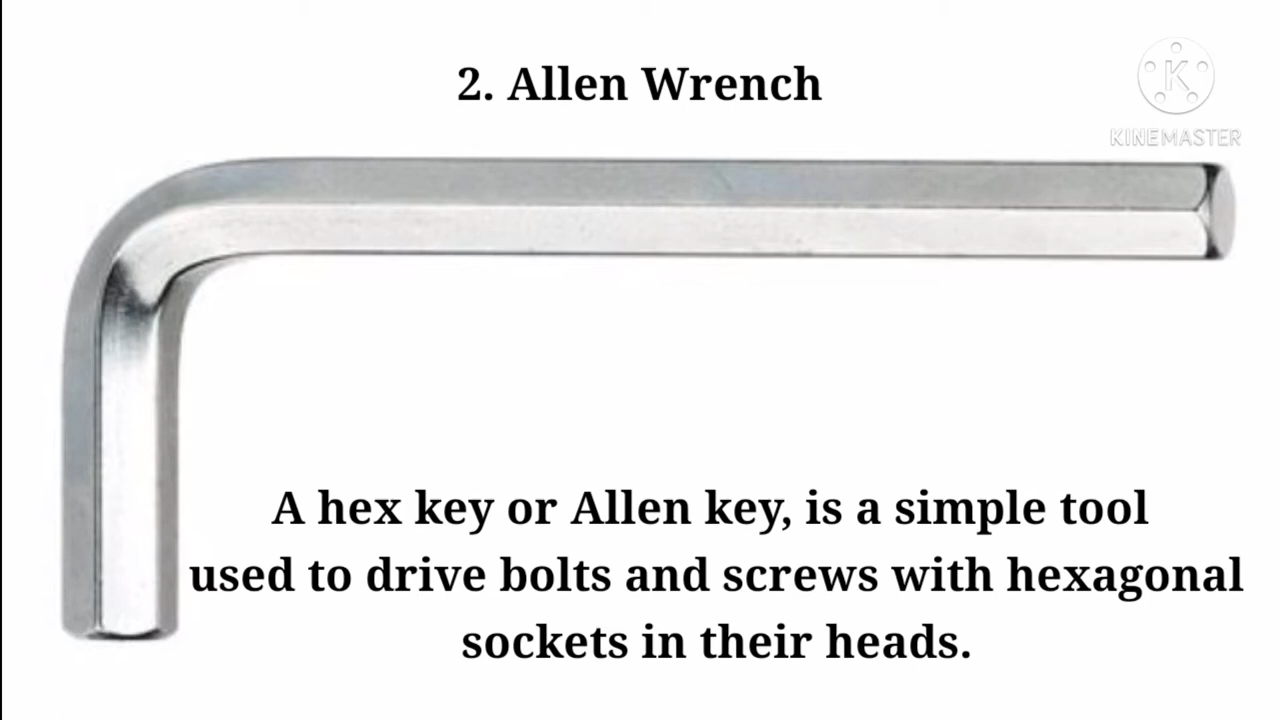 2. Allen Wrench
K
KINEMASTER
A hex key or Allen key, is a simple tool
used to drive bolts and screws with hexagonal
sockets in their heads.